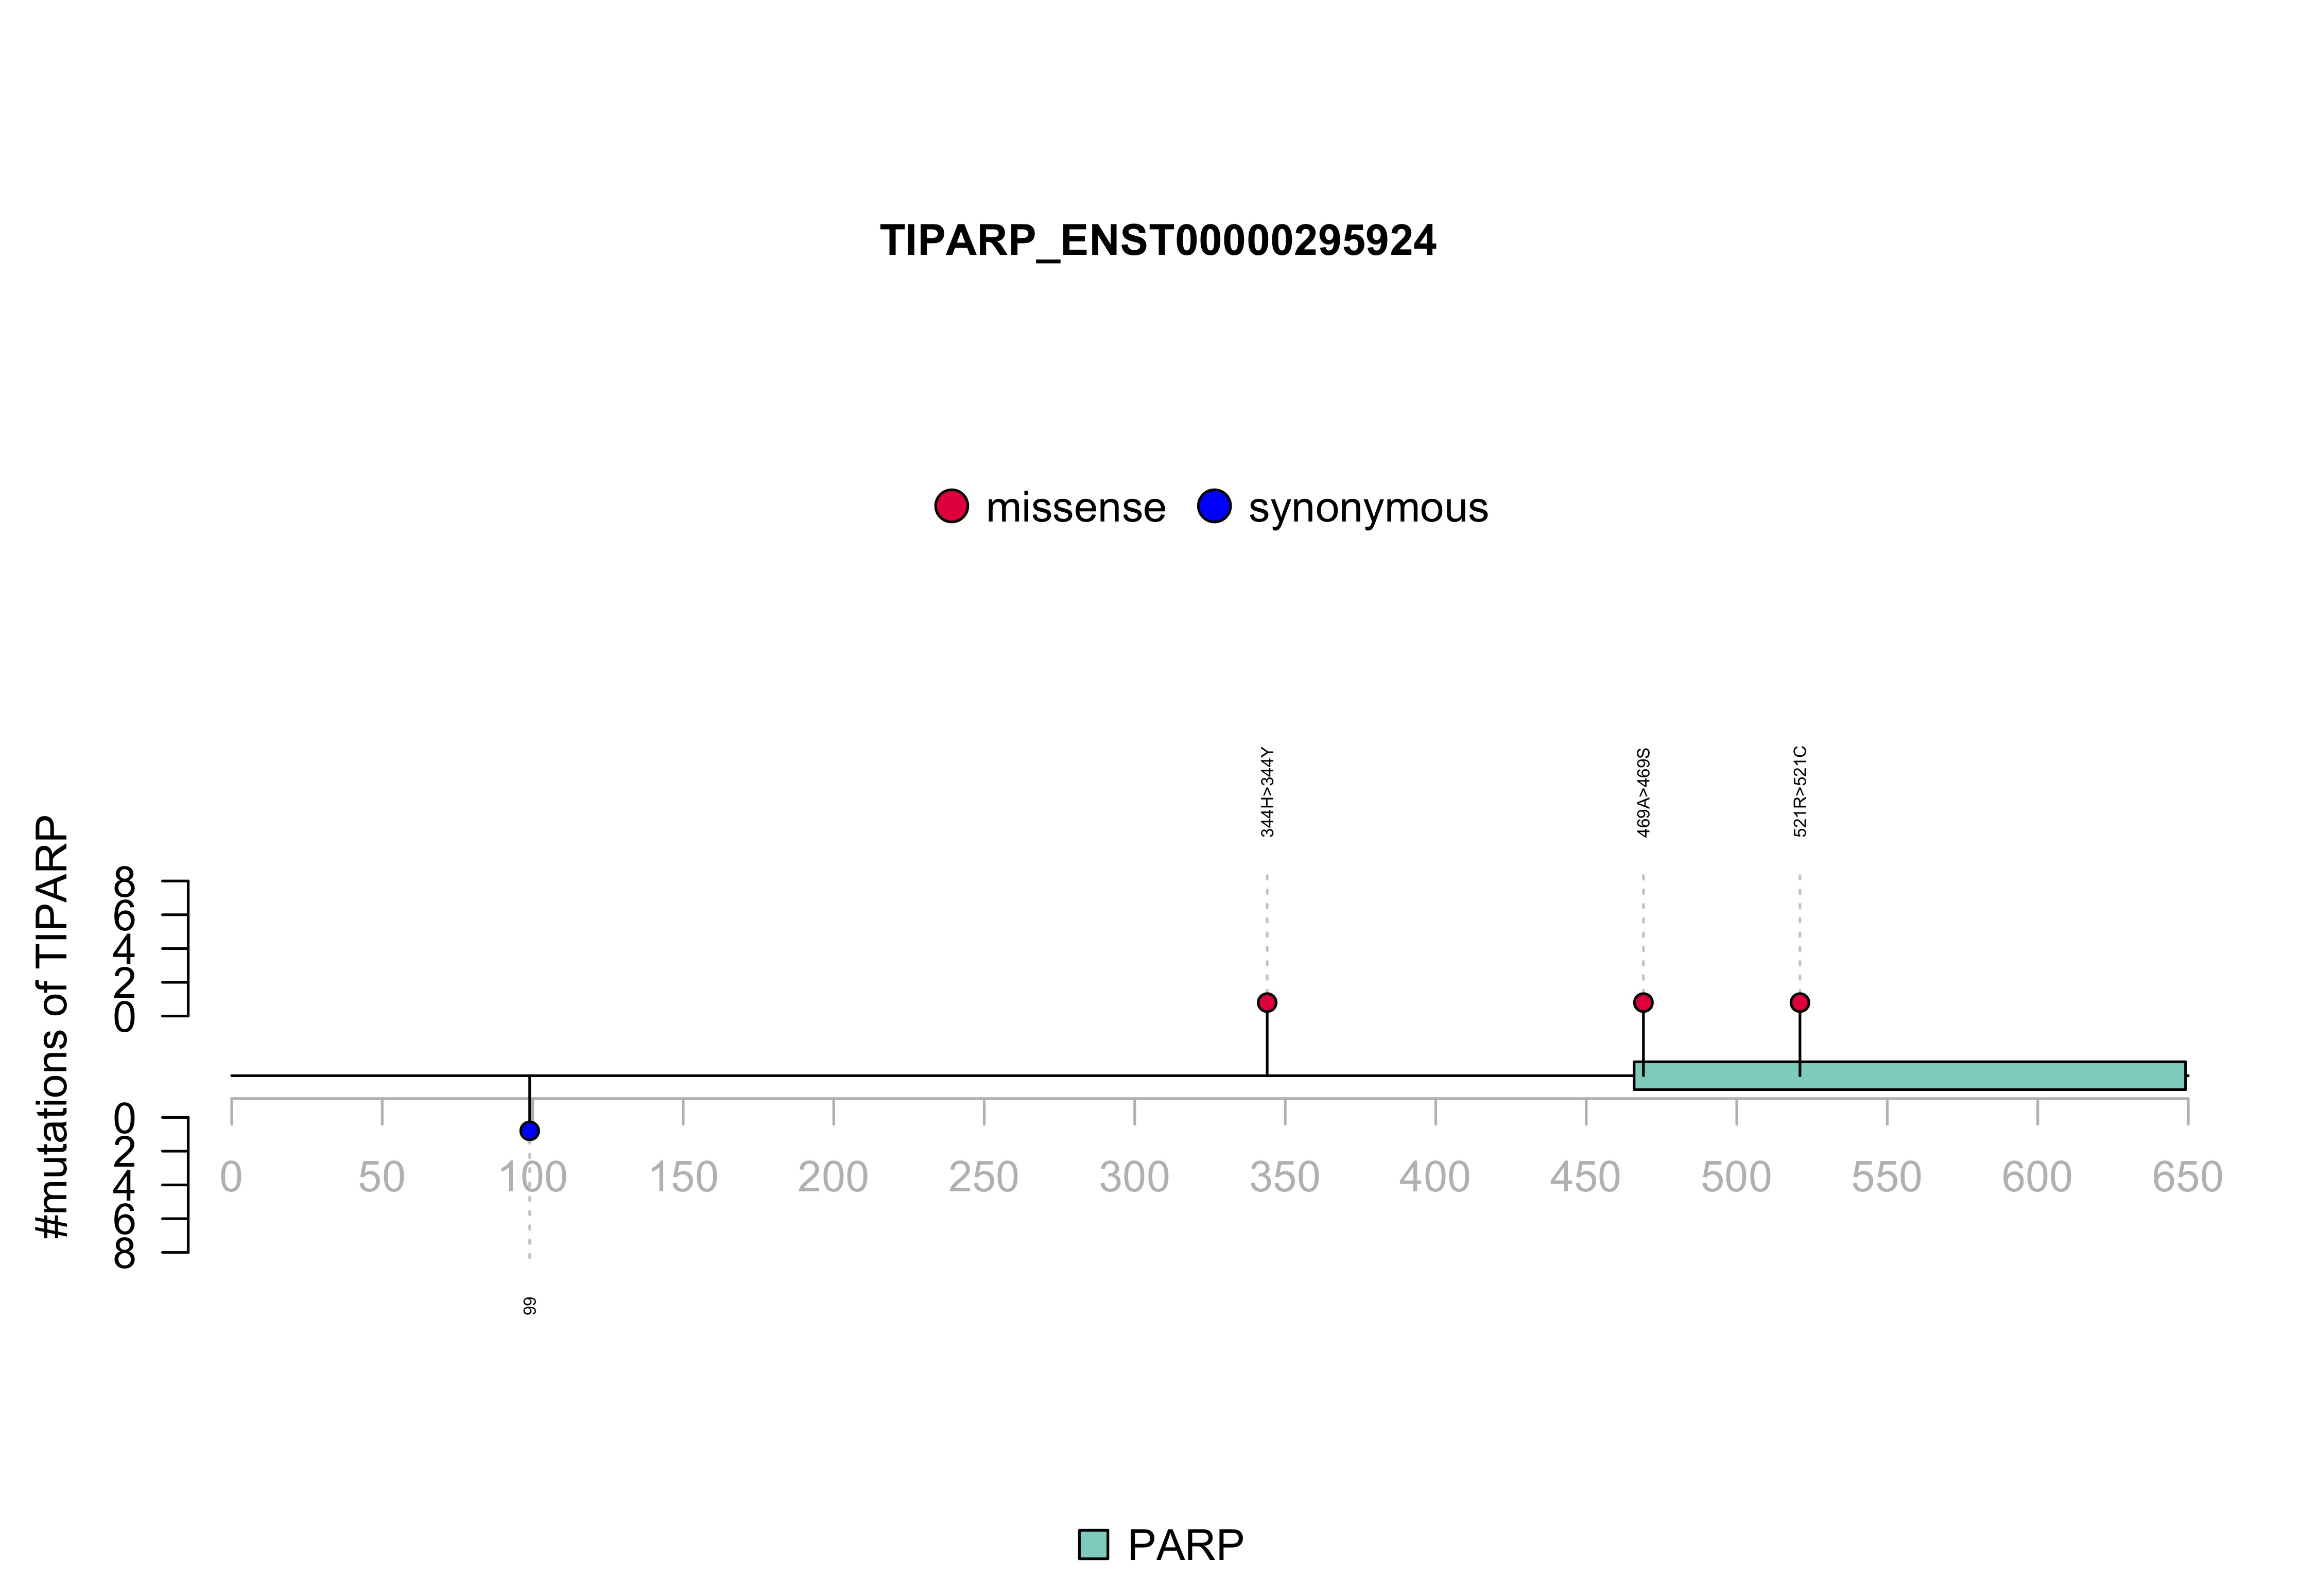 TIPARP_ENST00000295924
missense synonymous
344H>344Y
469A>469S
521R>521C
#mutations of TIPARP
8
6
4
2
0
0
2
4
6
8
0 50 100 150 200 250 300 350 400 450 500 550 600 650
99
PARP